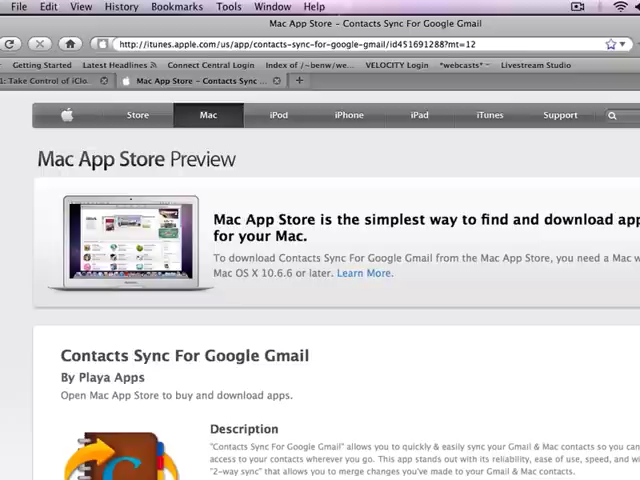 File Edit View History Bookmarks Tools Window Help
Mac App Store – Contacts Sync For Google Gmail
http://itunes.apple.com/us/app/contacts-sync-for-google-gmail/id451691288?mt=12
Getting Started Latest Headlines Connect Central Login Index of /~benw/me... VELOCITY Login *webcasts* Livestream Studio
1: Take Control of iClo... Mac App Store – Contacts Sync ...
Store Mac iPod iPhone iPad iTunes Support
Mac App Store Preview
Mac App Store is the simplest way to find and download app
for your Mac.
To download Contacts Sync For Google Gmail from the Mac App Store, you need a Mac w
Mac OS X 10.6.6 or later. Learn More.
Contacts Sync For Google Gmail
By Playa Apps
Open Mac App Store to buy and download apps.
Description
"Contacts Sync For Google Gmail" allows you to quickly & easily sync your Gmail & Mac contacts so you can
access to your contacts wherever you go. This app stands out with its reliability, ease of use, speed, and wi
"2-way sync" that allows you to merge changes you've made to your Gmail & Mac contacts.